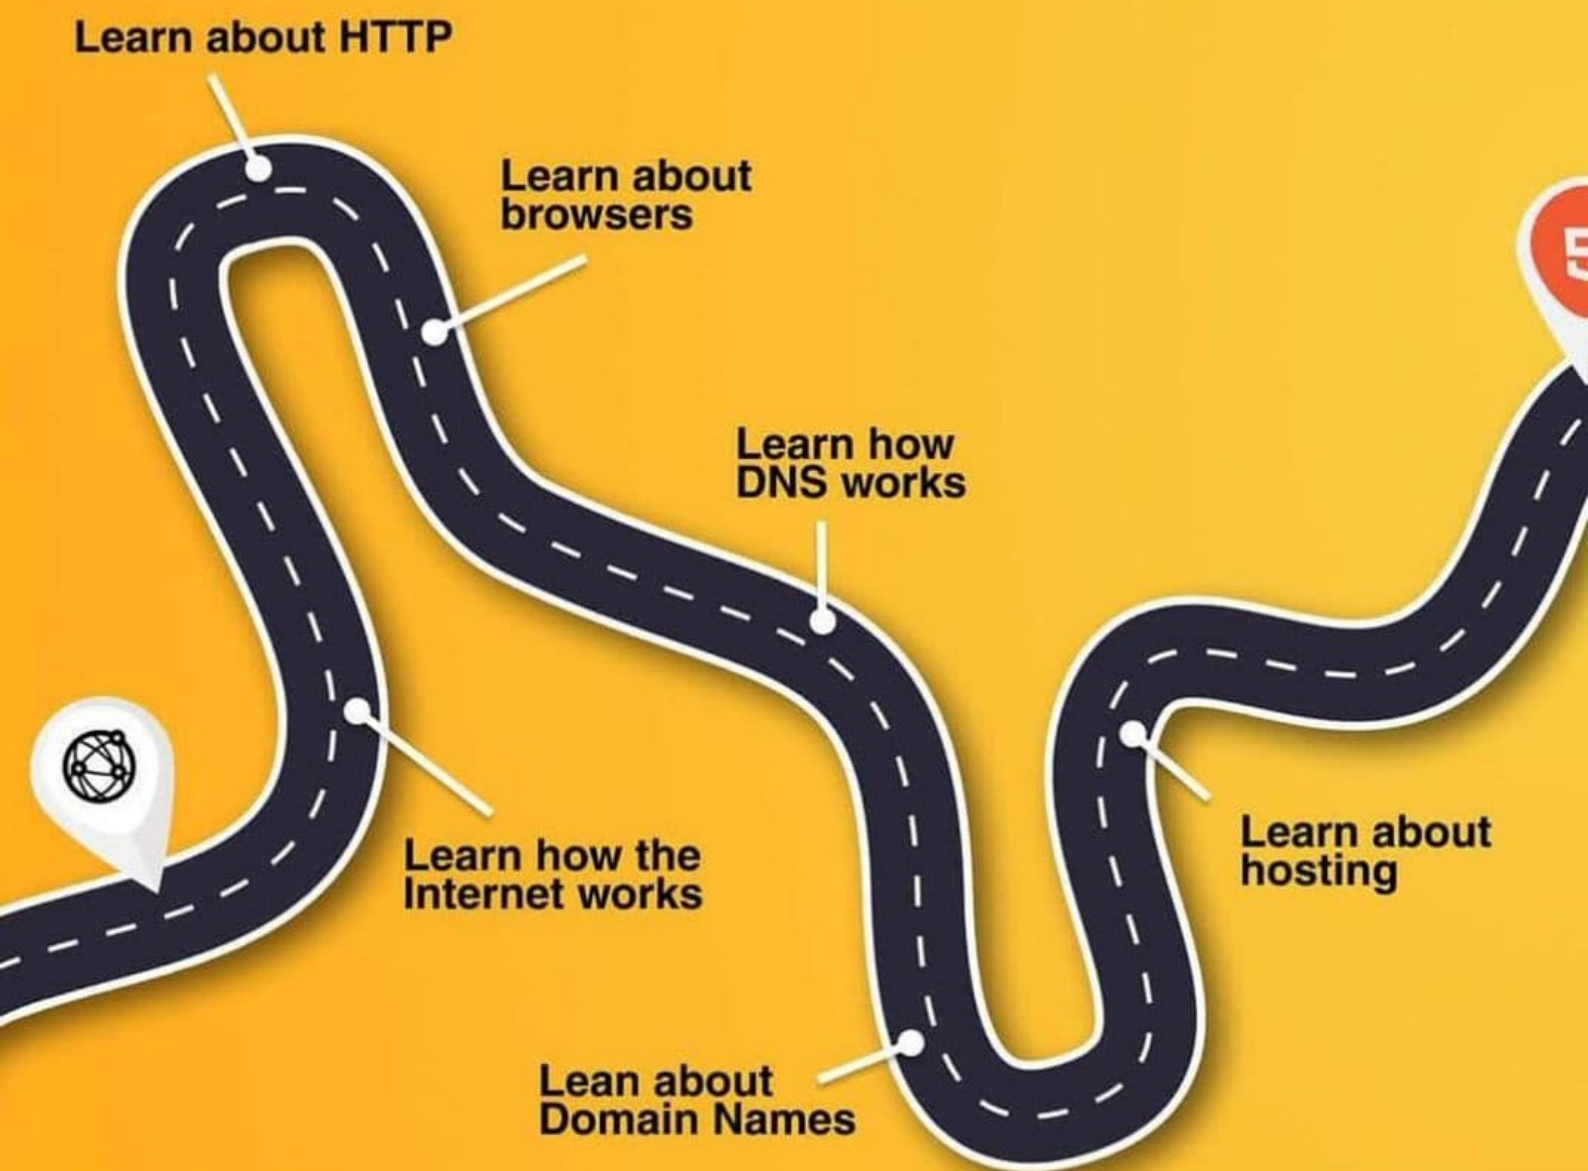 Learn about HTTP
Learn about
browsers
Learn how
DNS works
Learn how the
Internet works
Learn about
hosting
Lean about
Domain Names
5